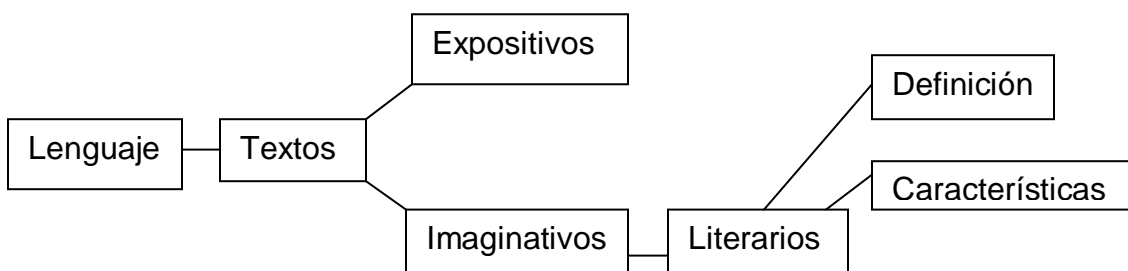 Expositivos
Definición
Lenguaje
Textos
Características
Imaginativos
Literarios